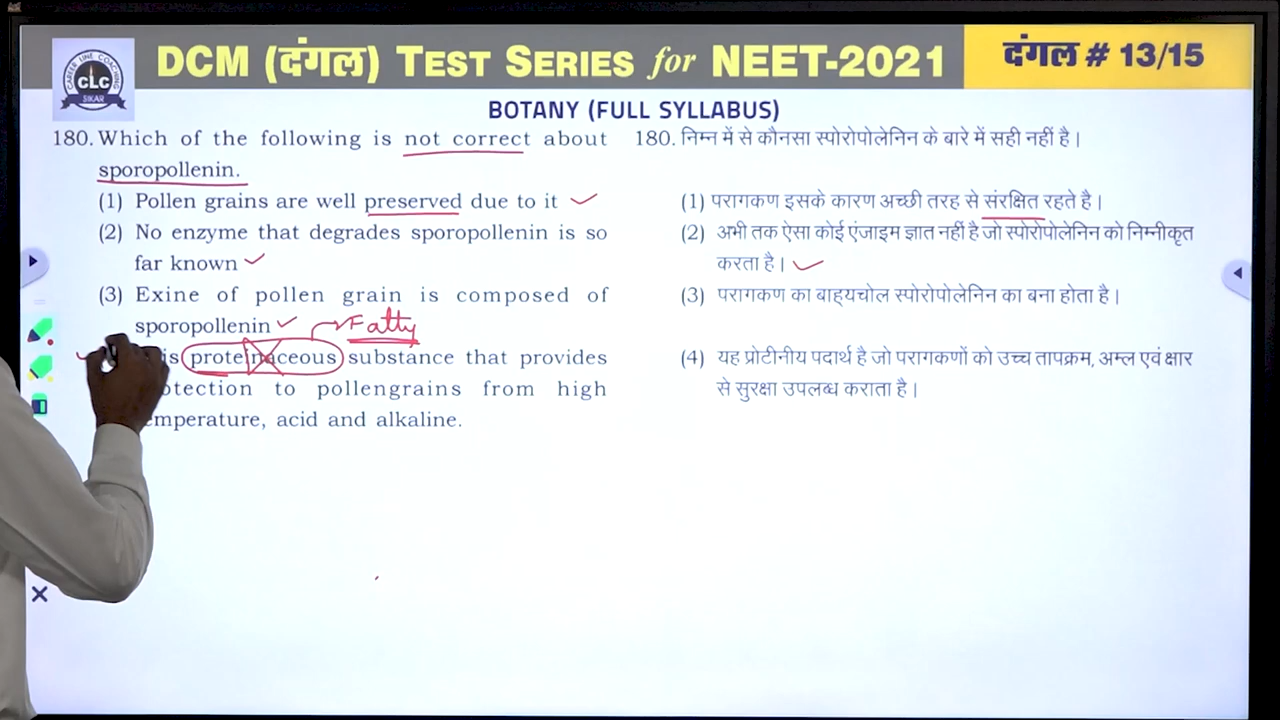 DCM (दंगल) TEST SERIES for NEET-2021
दंगल # 13/15
CAREER LINE COACHING
CLC
SIKAR
BOTANY (FULL SYLLABUS)
180. Which of the following is not correct about
sporopollenin.
(1) Pollen grains are well preserved due to it
(2) No enzyme that degrades sporopollenin is so
far known
(3) Exine of pollen grain is composed of
sporopollenin
Fatty
is proteinaceous substance that provides
otection to pollengrains from high
emperature, acid and alkaline.
180. निम्न में से कौनसा स्पोरोपोलेनिन के बारे में सही नहीं है।
(1) परागकण इसके कारण अच्छी तरह से संरक्षित रहते है।
(2) अभी तक ऐसा कोई एंजाइम ज्ञात नहीं है जो स्पोरोपोलेनिन को निम्नीकृत
करता है।
(3) परागकण का बाह्यचोल स्पोरोपोलेनिन का बना होता है।
(4) यह प्रोटीनीय पदार्थ है जो परागकणों को उच्च तापक्रम, अम्ल एवं क्षार
से सुरक्षा उपलब्ध कराता है।